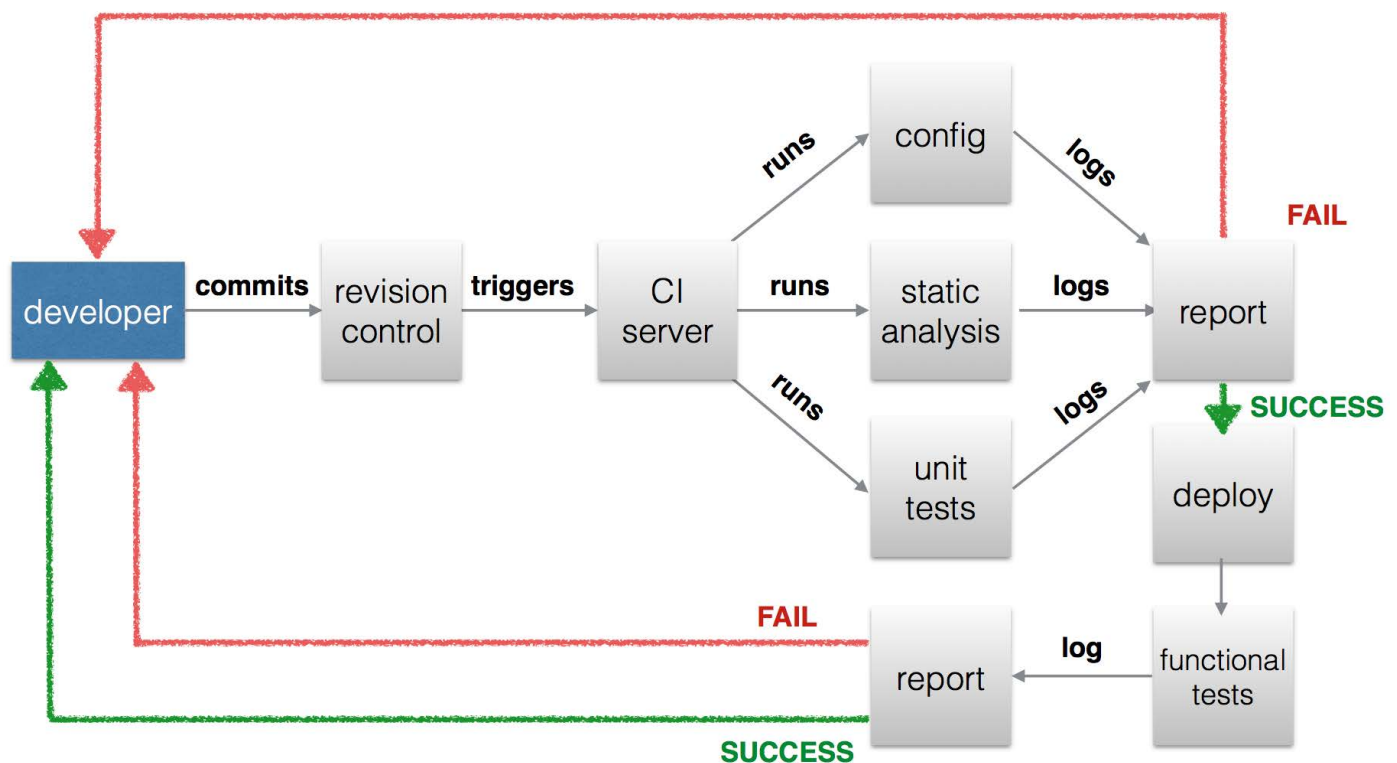 FAIL
config
runs
logs
developer
commits
revision
control
triggers
CI
server
runs
static
analysis
logs
report
runs
unit
tests
logs
SUCCESS
deploy
functional
tests
log
report
FAIL
SUCCESS